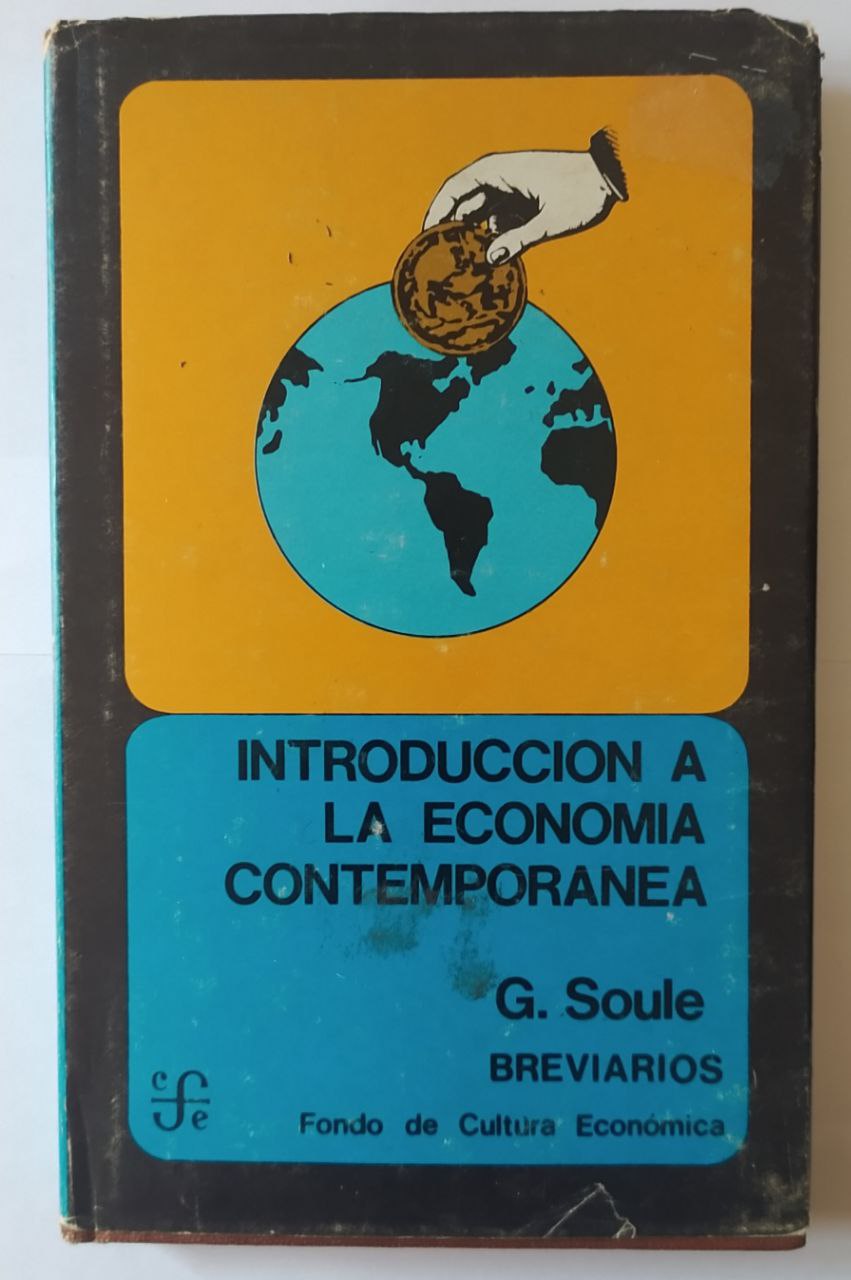 INTRODUCCION A
LA ECONOMIA
CONTEMPORANEA
G. Soule
BREVIARIOS
cfe
Fondo de Cultura Económica